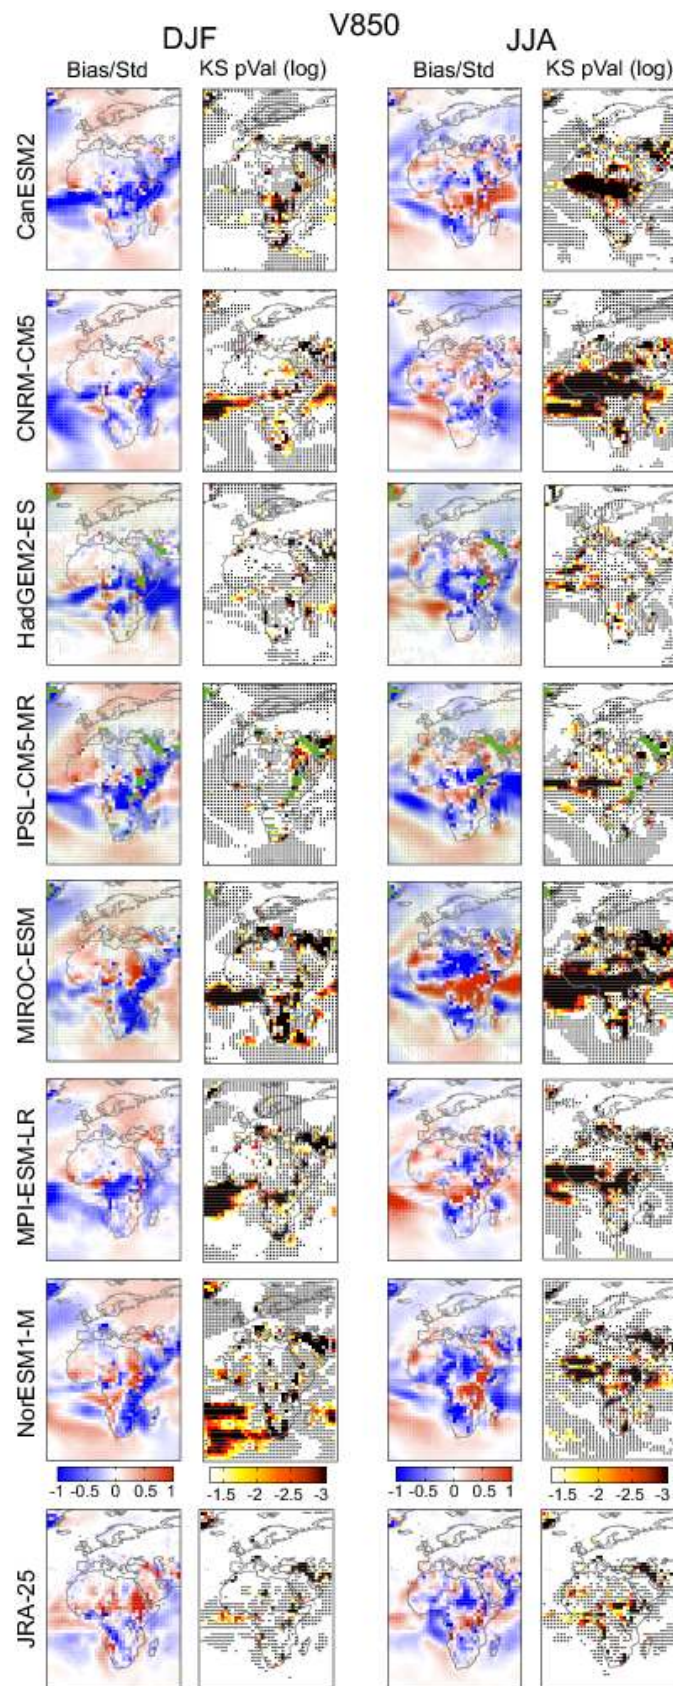 V850
DJF JJA
Bias/Std KS pVal (log) Bias/Std KS pVal (log)
CanESM2
CNRM-CM5
HadGEM2-ES
IPSL-CM5-MR
MIROC-ESM
MPI-ESM-LR
NorESM1-M
-1 -0.5 0 0.5 1 -1.5 -2 -2.5 -3 -1 -0.5 0 0.5 1 -1.5 -2 -2.5 -3
JRA-25